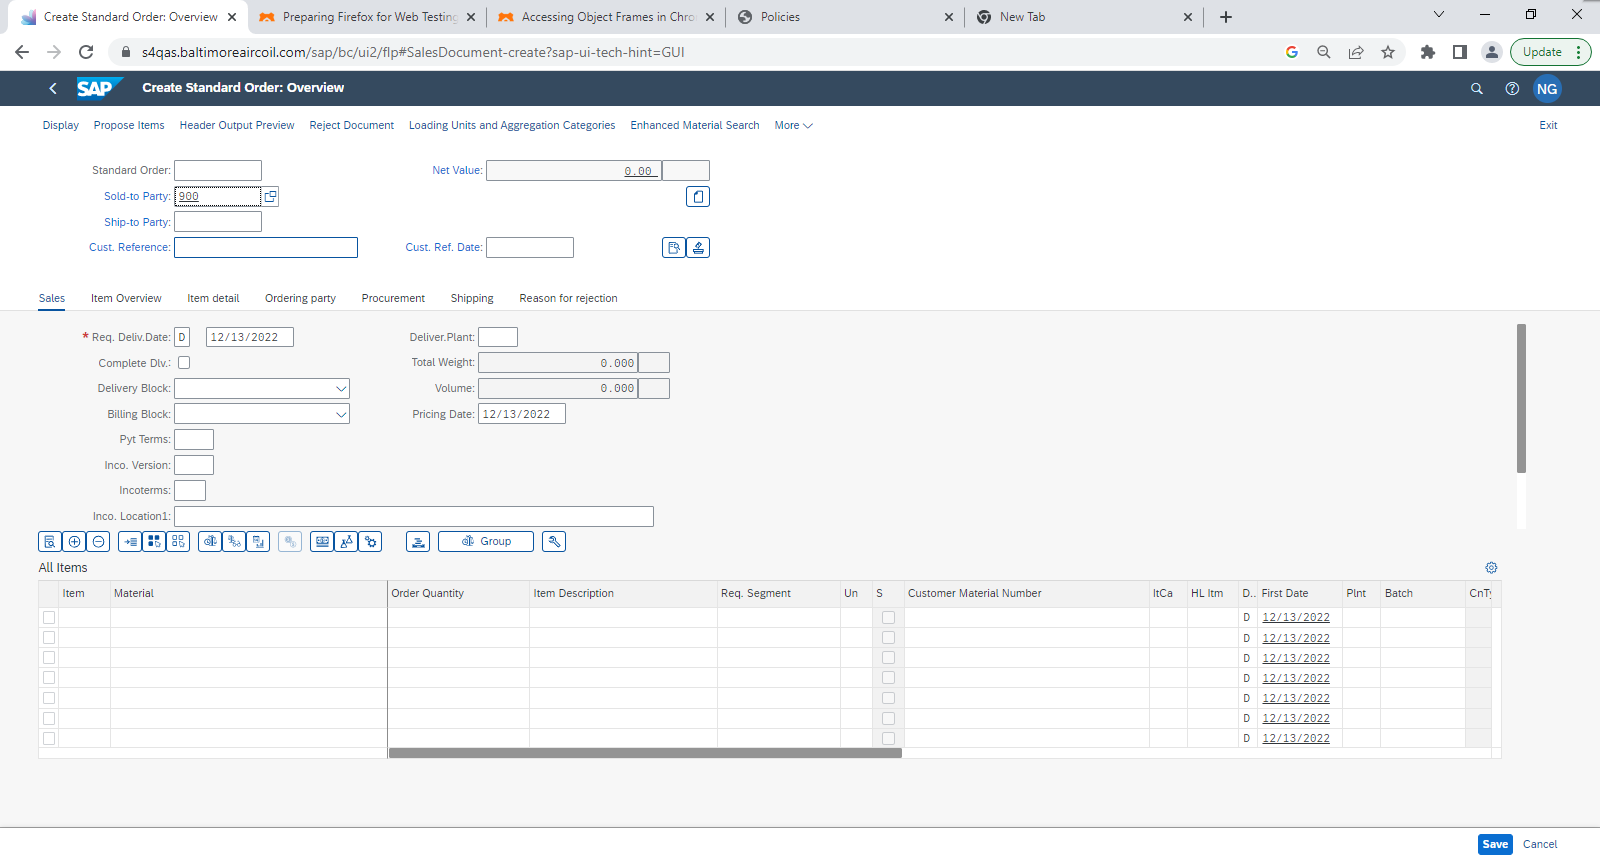 Create Standard Order: Overview
Preparing Firefox for Web Testing
Accessing Object Frames in Chro
Policies
New Tab
s4qas.baltimoreaircoil.com/sap/bc/ui2/flp#SalesDocument-create?sap-ui-tech-hint=GUI
Update
SAP
Create Standard Order: Overview
NG
Display Propose Items Header Output Preview Reject Document Loading Units and Aggregation Categories Enhanced Material Search More Exit
Standard Order: Net Value: 0.00
Sold-to Party: 900
Ship-to Party:
Cust. Reference: Cust. Ref. Date:
Sales Item Overview Item detail Ordering party Procurement Shipping Reason for rejection
* Req. Deliv.Date: D 12/13/2022 Deliver.Plant:
Complete Dlv.: Total Weight: 0.000
Delivery Block: Volume: 0.000
Billing Block: Pricing Date: 12/13/2022
Pyt Terms:
Inco. Version:
Incoterms:
Inco. Location1:
Group
All Items
Item Material Order Quantity Item Description Req. Segment Un S Customer Material Number ItCa HL Itm D.. First Date Plnt Batch CnTy
D 12/13/2022
D 12/13/2022
D 12/13/2022
D 12/13/2022
D 12/13/2022
D 12/13/2022
D 12/13/2022
Save Cancel